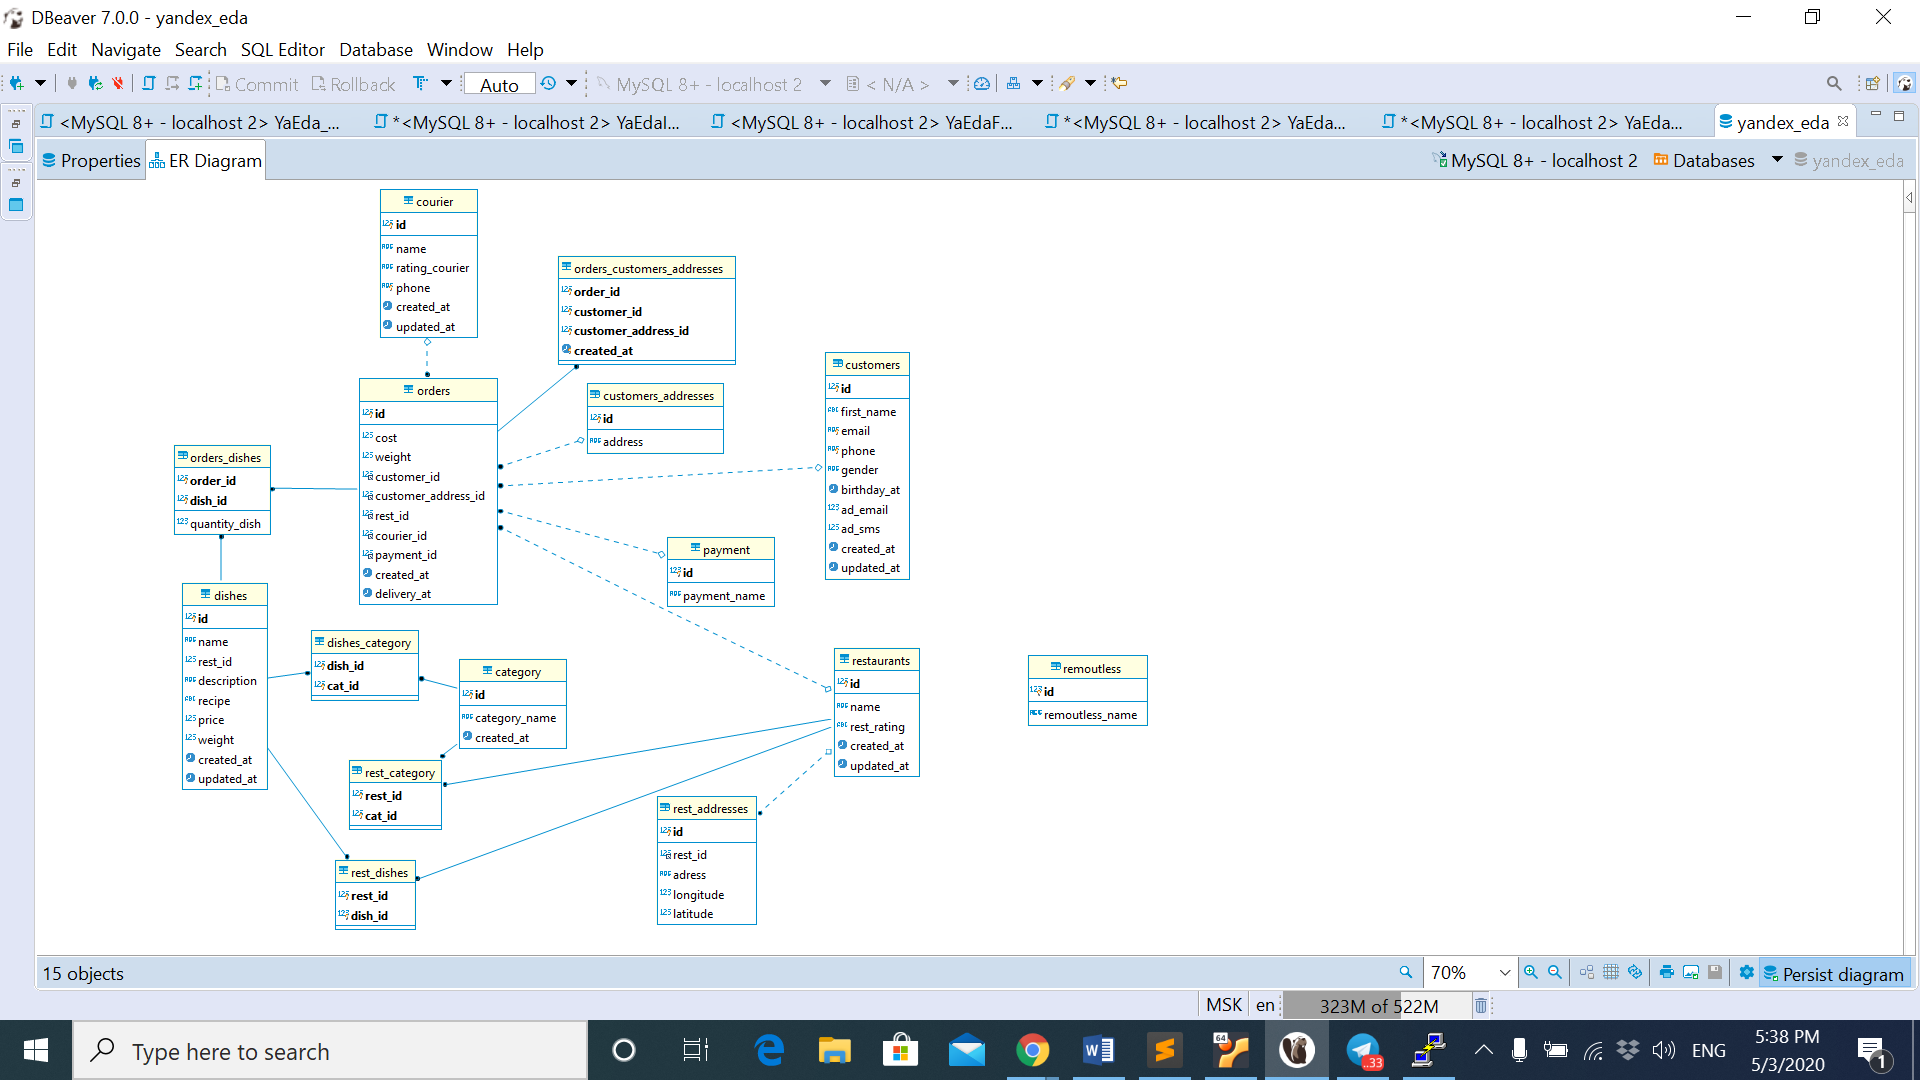 DBeaver 7.0.0 - yandex_eda
File Edit Navigate Search SQL Editor Database Window Help
Commit Rollback Auto MySQL 8+ - localhost 2 < N/A >
<MySQL 8+ - localhost 2> YaEda_...
*<MySQL 8+ - localhost 2> YaEdaI...
<MySQL 8+ - localhost 2> YaEdaF...
*<MySQL 8+ - localhost 2> YaEda...
*<MySQL 8+ - localhost 2> YaEda...
yandex_eda
Properties ER Diagram
MySQL 8+ - localhost 2 Databases yandex_eda
courier
id
name
rating_courier
phone
created_at
updated_at
orders_customers_addresses
order_id
customer_id
customer_address_id
created_at
customers
id
first_name
email
phone
gender
birthday_at
ad_email
ad_sms
created_at
updated_at
orders
id
cost
weight
customer_id
customer_address_id
rest_id
courier_id
payment_id
created_at
delivery_at
customers_addresses
id
address
orders_dishes
order_id
dish_id
quantity_dish
payment
id
payment_name
dishes
id
name
rest_id
description
recipe
price
weight
created_at
updated_at
dishes_category
dish_id
cat_id
category
id
category_name
created_at
restaurants
id
name
rest_rating
created_at
updated_at
remoutless
id
remoutless_name
rest_category
rest_id
cat_id
rest_addresses
id
rest_id
adress
longitude
latitude
rest_dishes
rest_id
dish_id
15 objects
70%
Persist diagram
MSK en 323M of 522M
Type here to search
64
..33
ENG
5:38 PM
5/3/2020
1